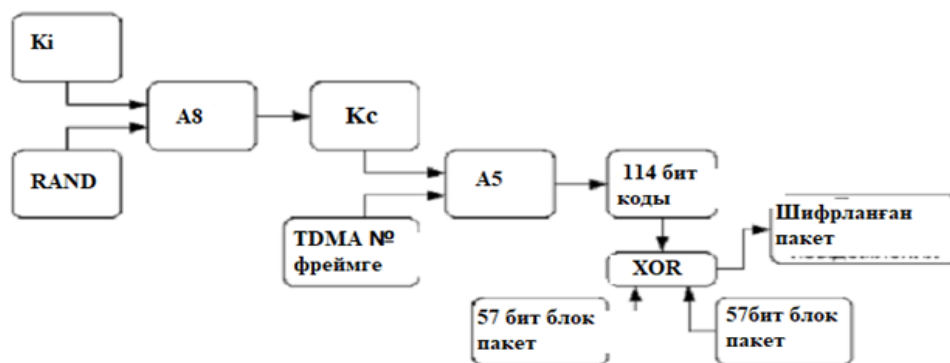 Ki
A8
Kc
RAND
A5
114 бит
коды
TDMA №
фреймге
Шифрланған
пакет
XOR
57 бит блок
пакет
57бит блок
пакет